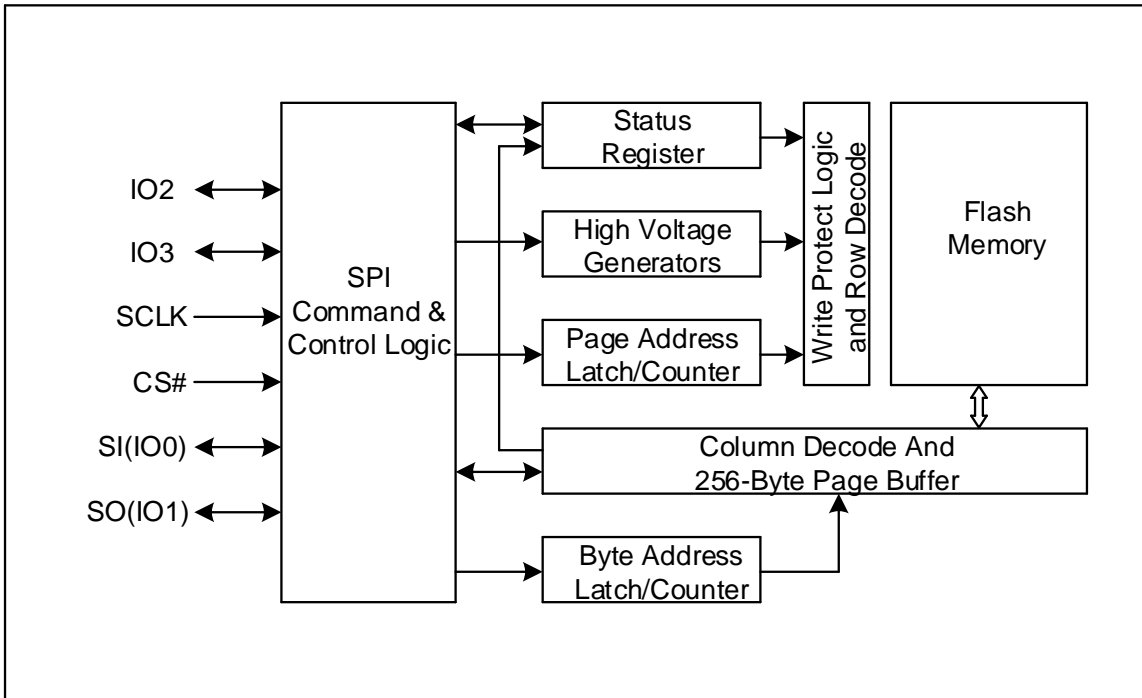 IO2
IO3
SCLK
CS#
SI(IO0)
SO(IO1)
SPI
Command &
Control Logic
Status
Register
High Voltage
Generators
Page Address
Latch/Counter
Write Protect Logic
and Row Decode
Flash
Memory
Column Decode And
256-Byte Page Buffer
Byte Address
Latch/Counter